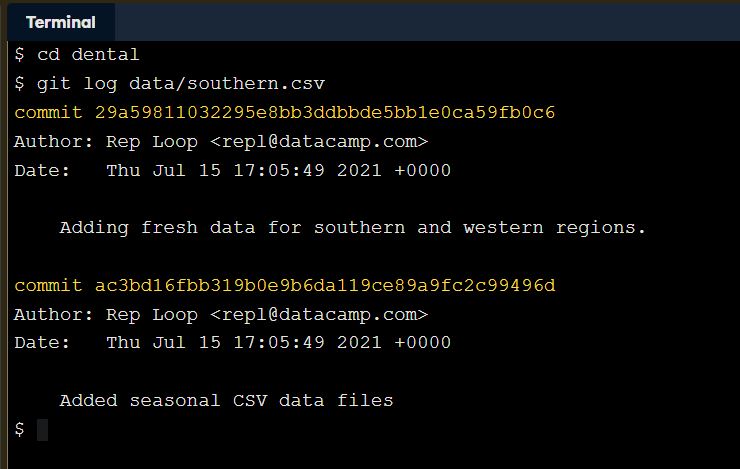 Terminal
$ cd dental
$ git log data/southern.csv
commit 29a59811032295e8bb3ddbbde5bb1e0ca59fb0c6
Author: Rep Loop <repl@datacamp.com>
Date:   Thu Jul 15 17:05:49 2021 +0000
    Adding fresh data for southern and western regions.
commit ac3bd16fbb319b0e9b6da119ce89a9fc2c99496d
Author: Rep Loop <repl@datacamp.com>
Date:   Thu Jul 15 17:05:49 2021 +0000
    Added seasonal CSV data files
$